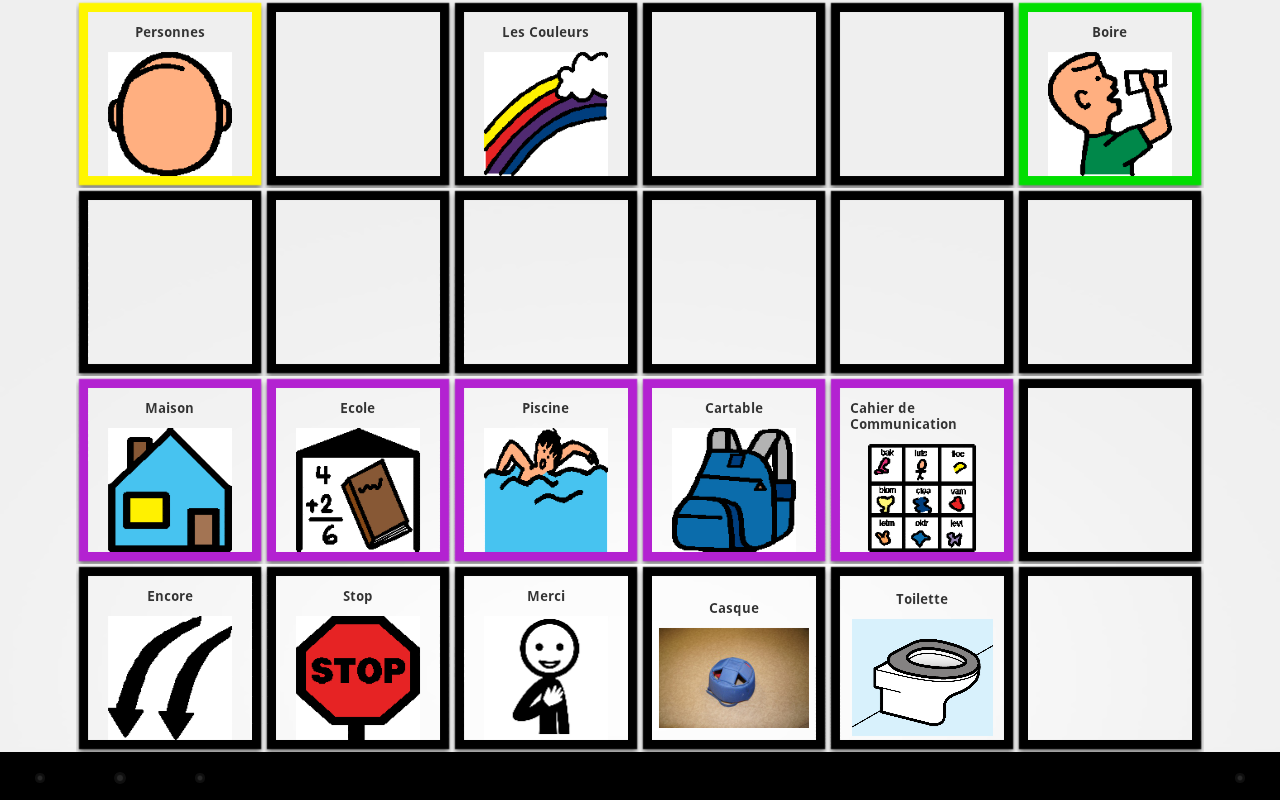 Personnes
Les Couleurs
Boire
Maison
Ecole
Piscine
Cartable
Cahier de
Communication
4
+2
6
Encore
Stop
Merci
Casque
Toilette
STOP